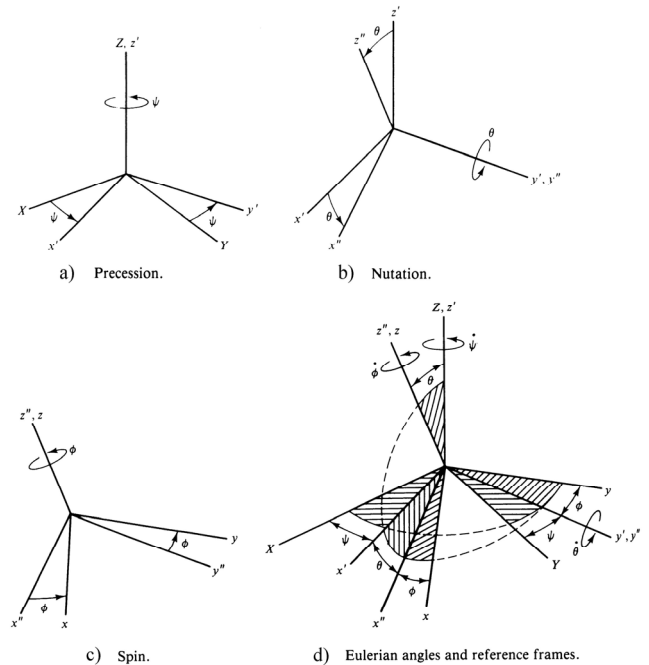 Z, z′
ψ
X
ψ
x′
ψ
Y
y′
a) Precession.
z′
z″
θ
θ
y′, y″
x′
θ
x″
b) Nutation.
z″, z
ϕ
y
ϕ
y″
x″
ϕ
x
c) Spin.
Z, z′
z″, z
ψ̇
ϕ̇
θ
y
ϕ
y′, y″
θ̇
X
ψ
x′
θ
ϕ
ψ
Y
x″
x
d) Eulerian angles and reference frames.